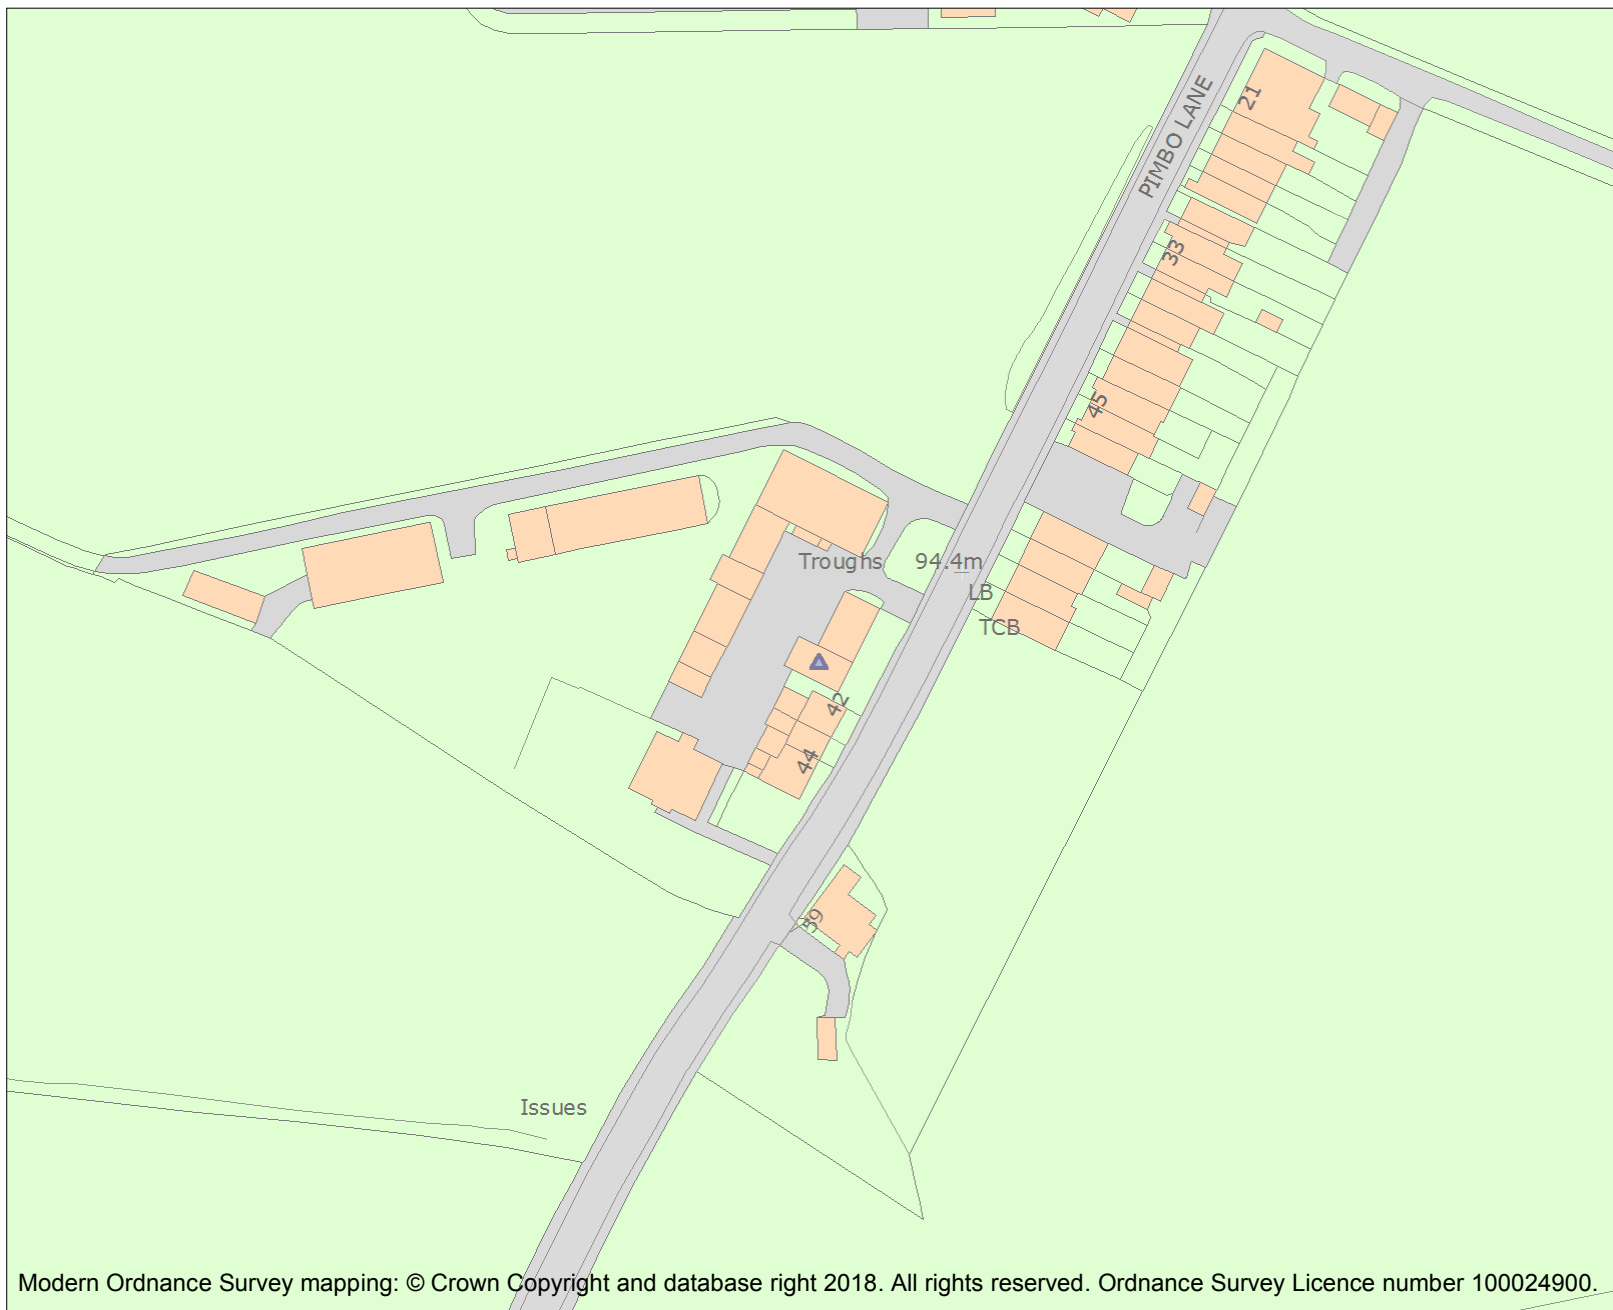 21
PIMBO LANE
33
45
Troughs
94.4m
LB
TCB
42
44
59
Issues
Modern Ordnance Survey mapping: © Crown Copyright and database right 2018. All rights reserved. Ordnance Survey Licence number 100024900.